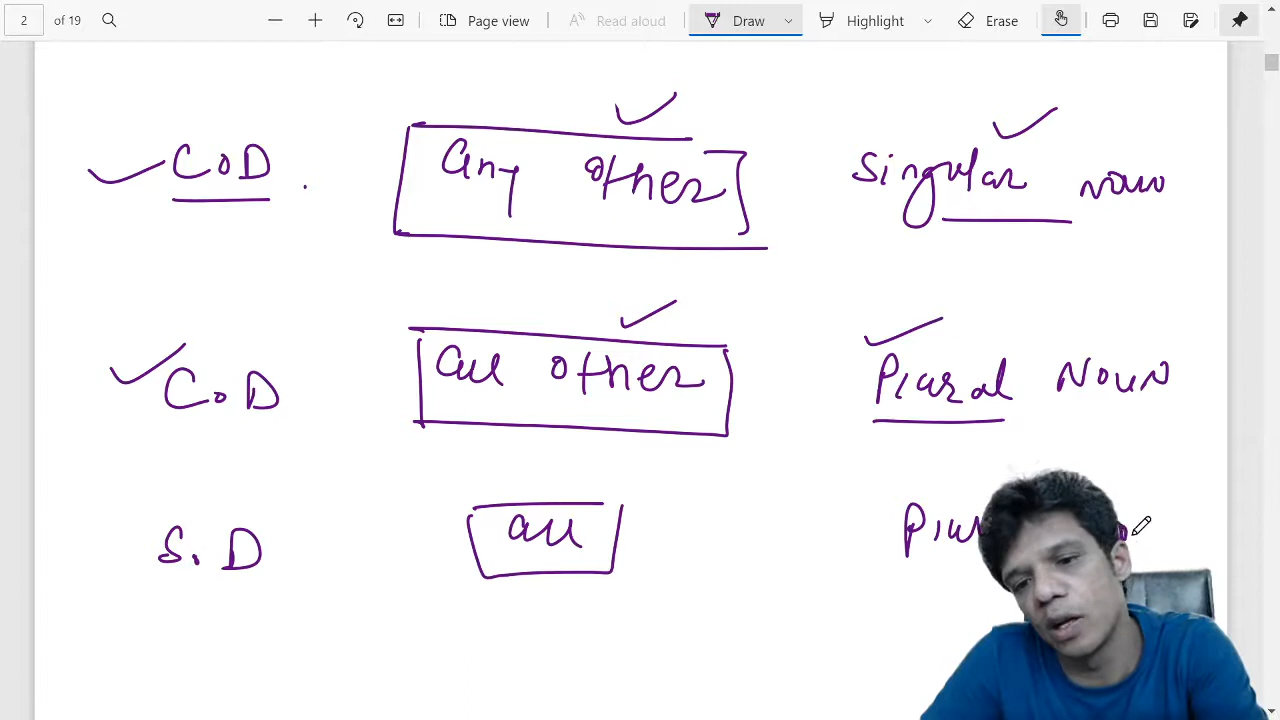 2 of 19 Page view Read aloud Draw Highlight Erase
CoD. any other Singular noun
CoD all other Plural Noun
S.D all